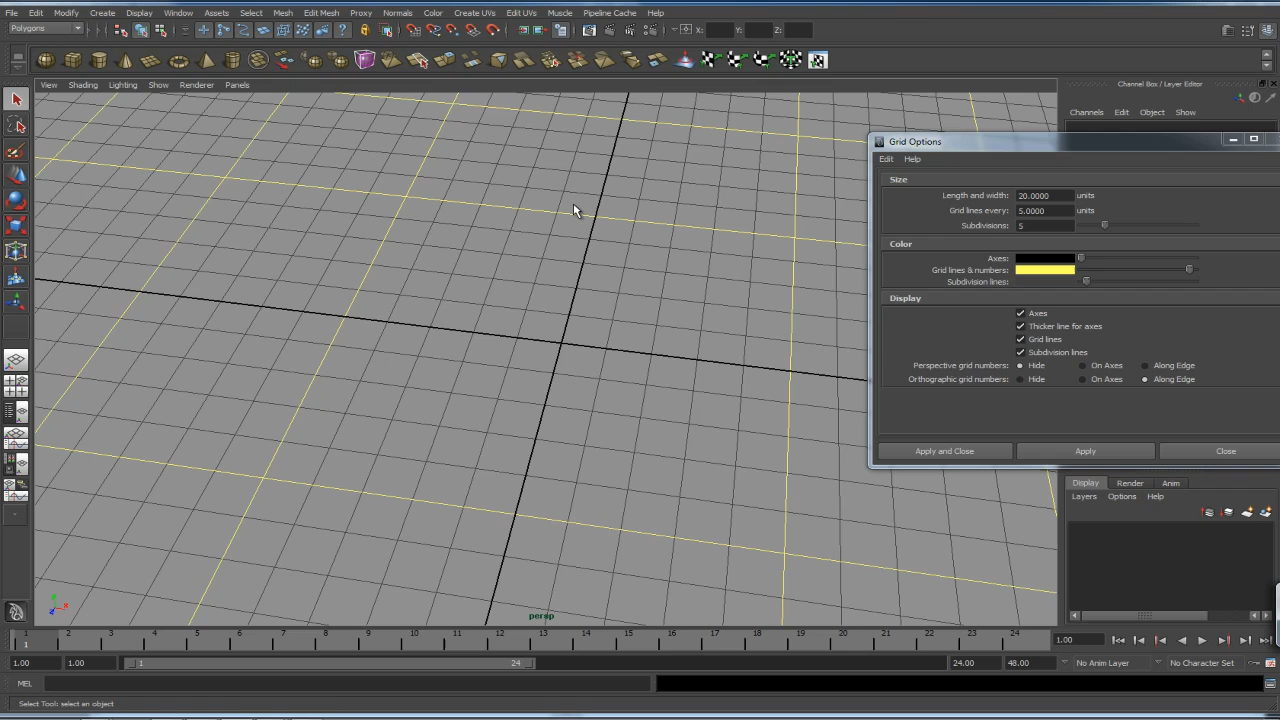 File Edit Modify Create Display Window Assets Select Mesh Edit Mesh Proxy Normals Color Create UVs Edit UVs Muscle Pipeline Cache Help
Polygons X: Y: Z:
View Shading Lighting Show Renderer Panels
Channel Box / Layer Editor
Channels Edit Object Show
Grid Options
Edit Help
Size
Length and width: 20.0000 units
Grid lines every: 5.0000 units
Subdivisions: 5
Color
Axes:
Grid lines & numbers:
Subdivision lines:
Display
Axes
Thicker line for axes
Grid lines
Subdivision lines
Perspective grid numbers: Hide On Axes Along Edge
Orthographic grid numbers: Hide On Axes Along Edge
Apply and Close Apply Close
Display Render Anim
Layers Options Help
persp
1 2 3 4 5 6 7 8 9 10 11 12 13 14 15 16 17 18 19 20 21 22 23 24 1.00
1
1.00 1.00 1 24 24.00 48.00 No Anim Layer No Character Set
MEL
Select Tool: select an object